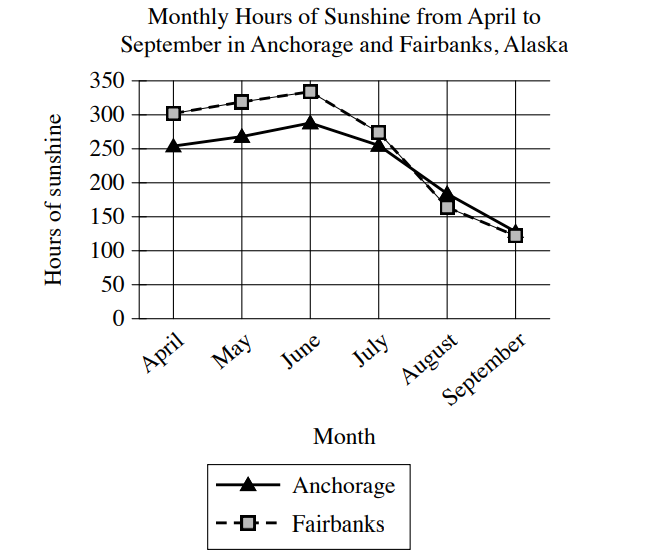 Monthly Hours of Sunshine from April to
September in Anchorage and Fairbanks, Alaska
Hours of sunshine
350
300
250
200
150
100
50
0
April
May
June
July
August
September
Month
Anchorage
Fairbanks